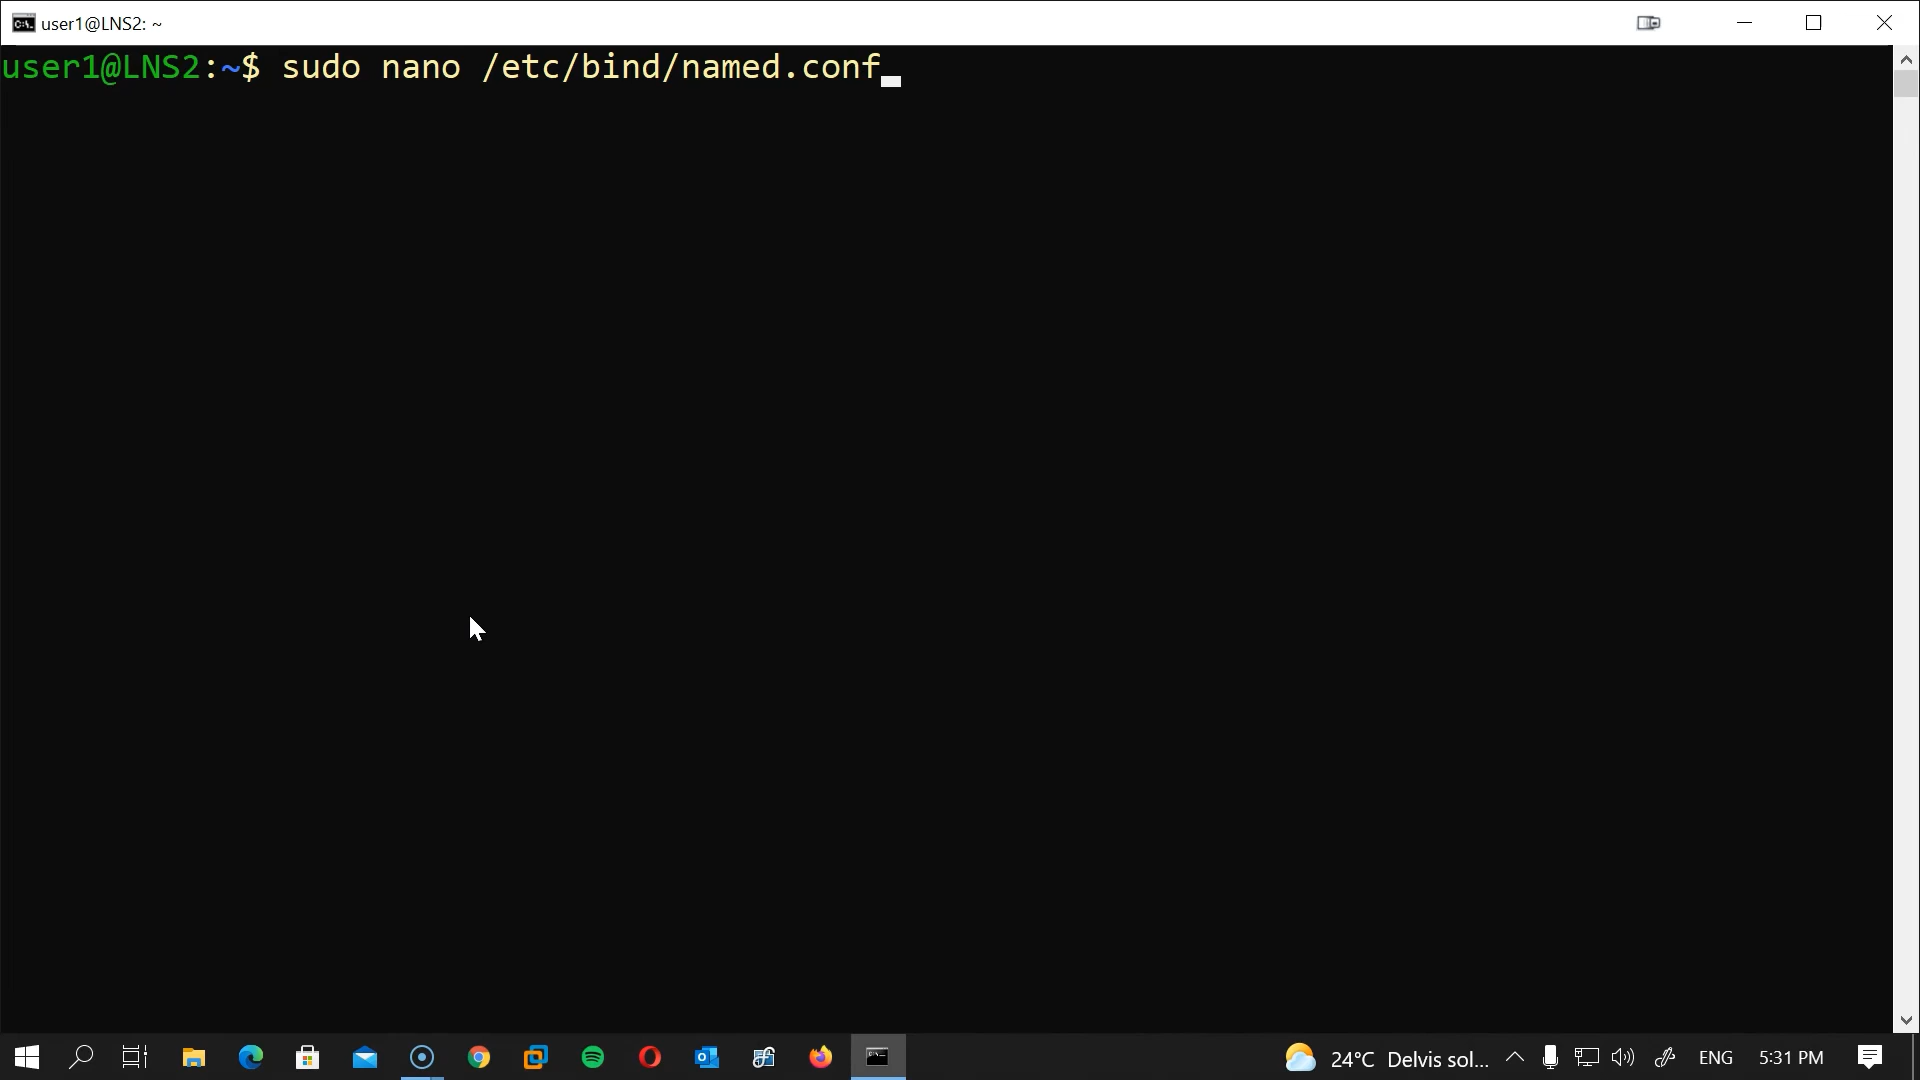 user1@LNS2: ~
user1@LNS2:~$ sudo nano /etc/bind/named.conf
24°C Delvis sol... ENG 5:31 PM